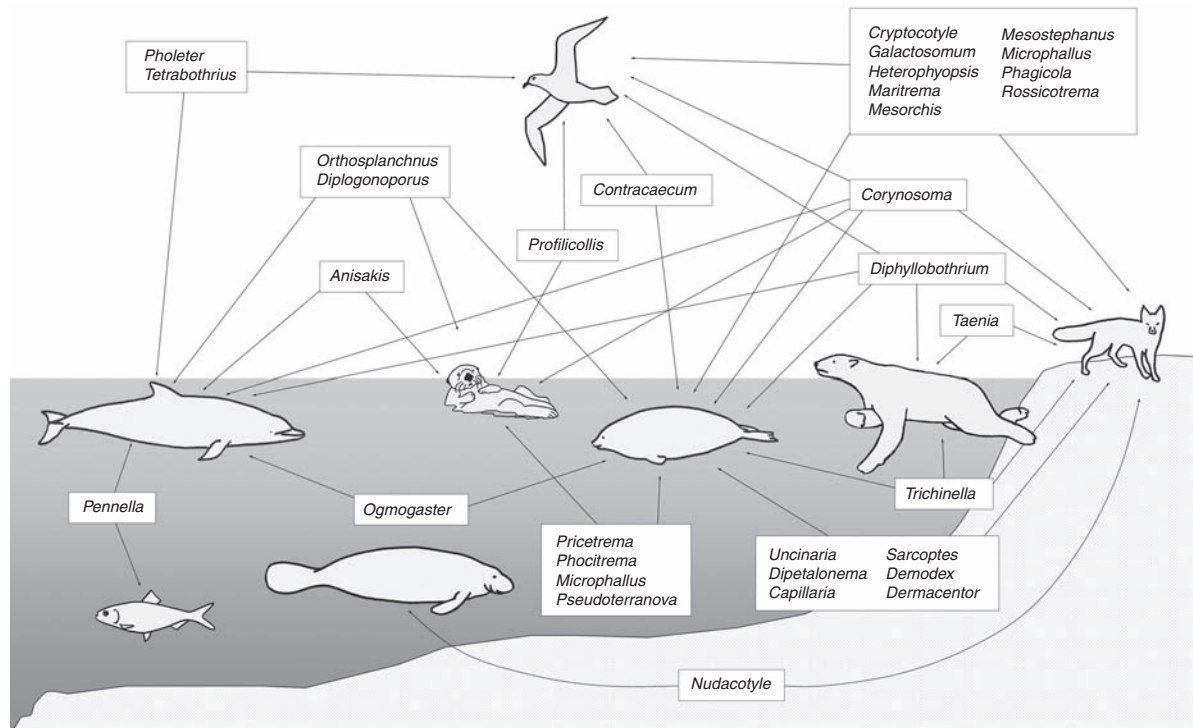 Pholeter
Tetrabothrius
Cryptocotyle
Galactosomum
Heterophyopsis
Maritrema
Mesorchis
Mesostephanus
Microphallus
Phagicola
Rossicotrema
Orthosplanchnus
Diplogonoporus
Contracaecum
Corynosoma
Profilicollis
Anisakis
Diphyllobothrium
Taenia
Pennella
Ogmogaster
Trichinella
Pricetrema
Phocitrema
Microphallus
Pseudoterranova
Uncinaria
Dipetalonema
Capillaria
Sarcoptes
Demodex
Dermacentor
Nudacotyle